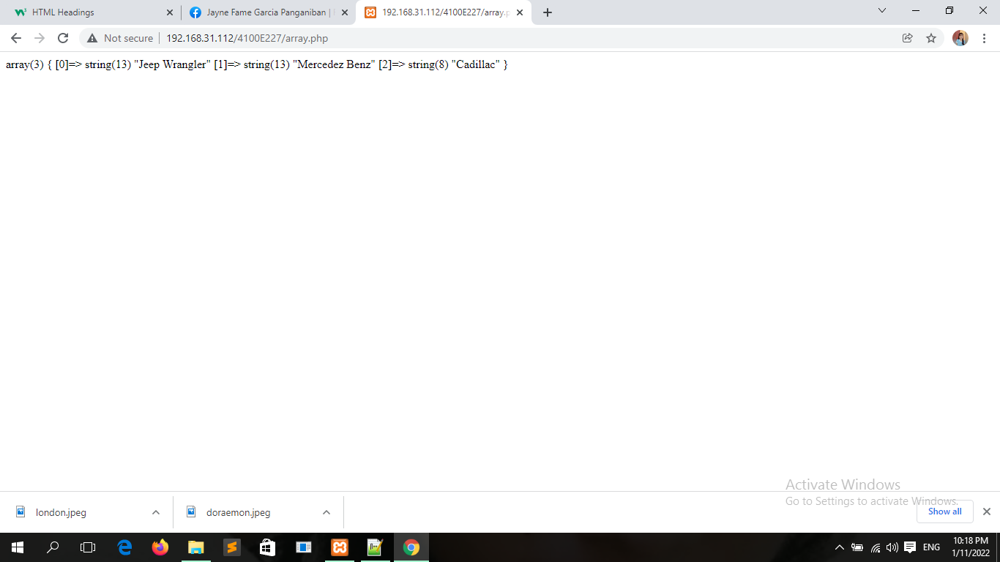 HTML Headings
Jayne Fame Garcia Panganiban |
192.168.31.112/4100E227/array.p
Not secure
192.168.31.112/4100E227/array.php
array(3) { [0]=> string(13) "Jeep Wrangler" [1]=> string(13) "Mercedez Benz" [2]=> string(8) "Cadillac" }
Activate Windows
Go to Settings to activate Windows.
london.jpeg
doraemon.jpeg
Show all
ENG
10:18 PM
1/11/2022